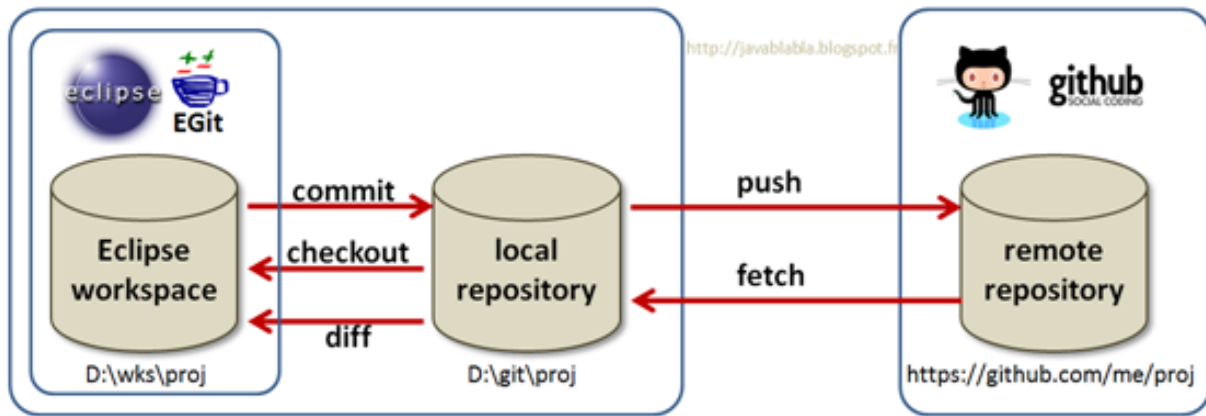 http://javablabla.blogspot.fr
eclipse
EGit
github
SOCIAL CODING
commit
push
Eclipse
workspace
checkout
local
repository
fetch
remote
repository
diff
D:\wks\proj
D:\git\proj
https://github.com/me/proj